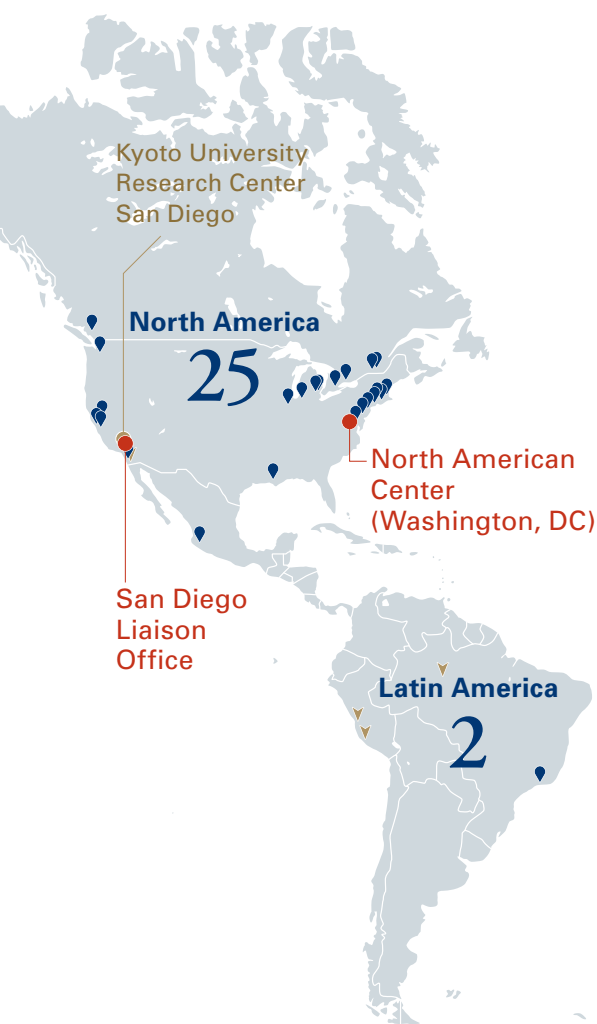 Kyoto University
Research Center
San Diego
North America
25
North American
Center
(Washington, DC)
San Diego
Liaison
Office
Latin America
2